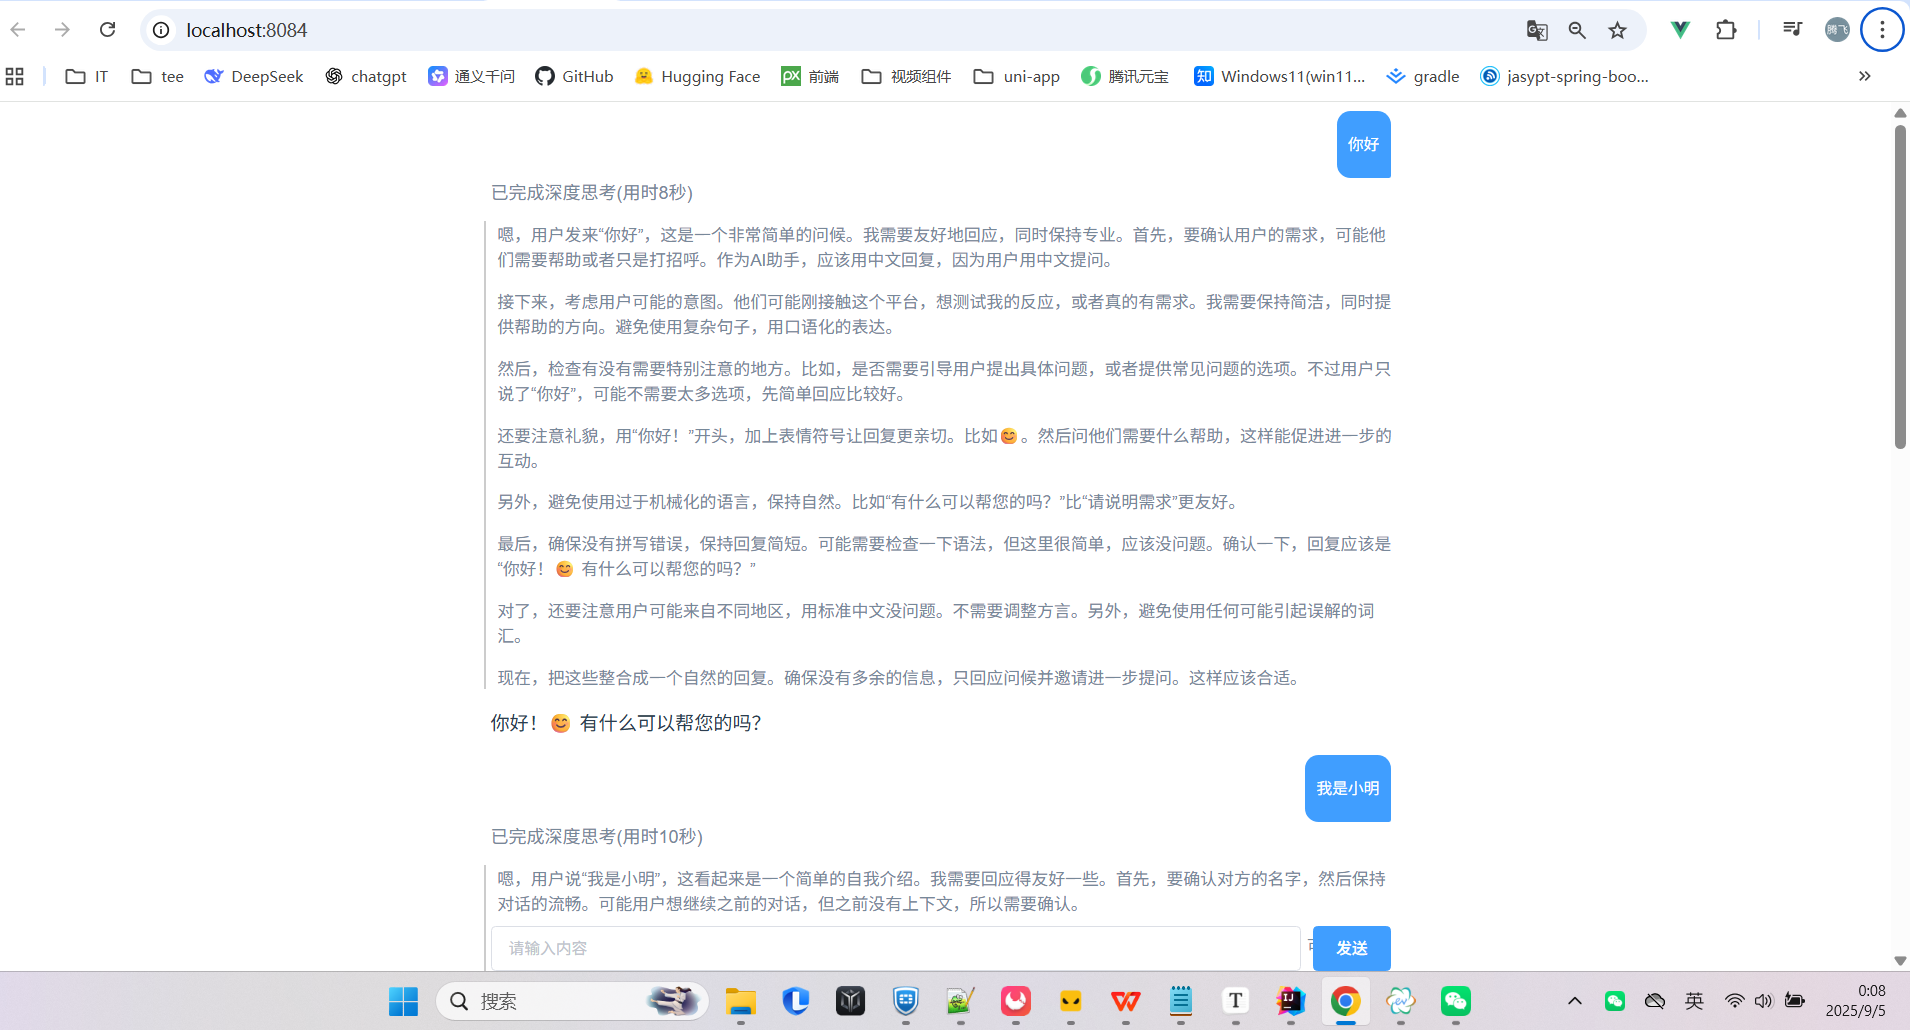 localhost:8084
IT
tee
DeepSeek
chatgpt
通义千问
GitHub
Hugging Face
前端
视频组件
uni-app
腾讯元宝
Windows11(win11...
gradle
jasypt-spring-boo...
你好
已完成深度思考(用时8秒)
嗯，用户发来“你好”，这是一个非常简单的问候。我需要友好地回应，同时保持专业。首先，要确认用户的需求，可能他
们需要帮助或者只是打招呼。作为AI助手，应该用中文回复，因为用户用中文提问。
接下来，考虑用户可能的意图。他们可能刚接触这个平台，想测试我的反应，或者真的有需求。我需要保持简洁，同时提
供帮助的方向。避免使用复杂句子，用口语化的表达。
然后，检查有没有需要特别注意的地方。比如，是否需要引导用户提出具体问题，或者提供常见问题的选项。不过用户只
说了“你好”，可能不需要太多选项，先简单回应比较好。
还要注意礼貌，用“你好！”开头，加上表情符号让回复更亲切。比如😊。然后问他们需要什么帮助，这样能促进进一步的
互动。
另外，避免使用过于机械化的语言，保持自然。比如“有什么可以帮您的吗？”比“请说明需求”更友好。
最后，确保没有拼写错误，保持回复简短。可能需要检查一下语法，但这里很简单，应该没问题。确认一下，回复应该是
“你好！😊 有什么可以帮您的吗？”
对了，还要注意用户可能来自不同地区，用标准中文没问题。不需要调整方言。另外，避免使用任何可能引起误解的词
汇。
现在，把这些整合成一个自然的回复。确保没有多余的信息，只回应问候并邀请进一步提问。这样应该合适。
你好！😊 有什么可以帮您的吗？
我是小明
已完成深度思考(用时10秒)
嗯，用户说“我是小明”，这看起来是一个简单的自我介绍。我需要回应得友好一些。首先，要确认对方的名字，然后保持
对话的流畅。可能用户想继续之前的对话，但之前没有上下文，所以需要确认。
请输入内容
发送
搜索
英
0:08
2025/9/5